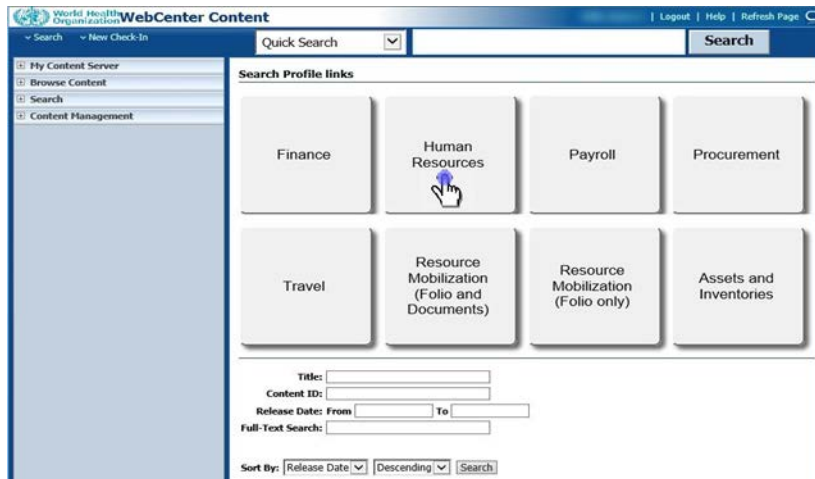 World Health
Organization
WebCenter Content
| Logout | Help | Refresh Page
Search New Check-In
Quick Search
Search
My Content Server
Browse Content
Search
Content Management
Search Profile links
Finance
Human
Resources
Payroll
Procurement
Travel
Resource
Mobilization
(Folio and
Documents)
Resource
Mobilization
(Folio only)
Assets and
Inventories
Title:
Content ID:
Release Date: From To
Full-Text Search:
Sort By: Release Date Descending Search